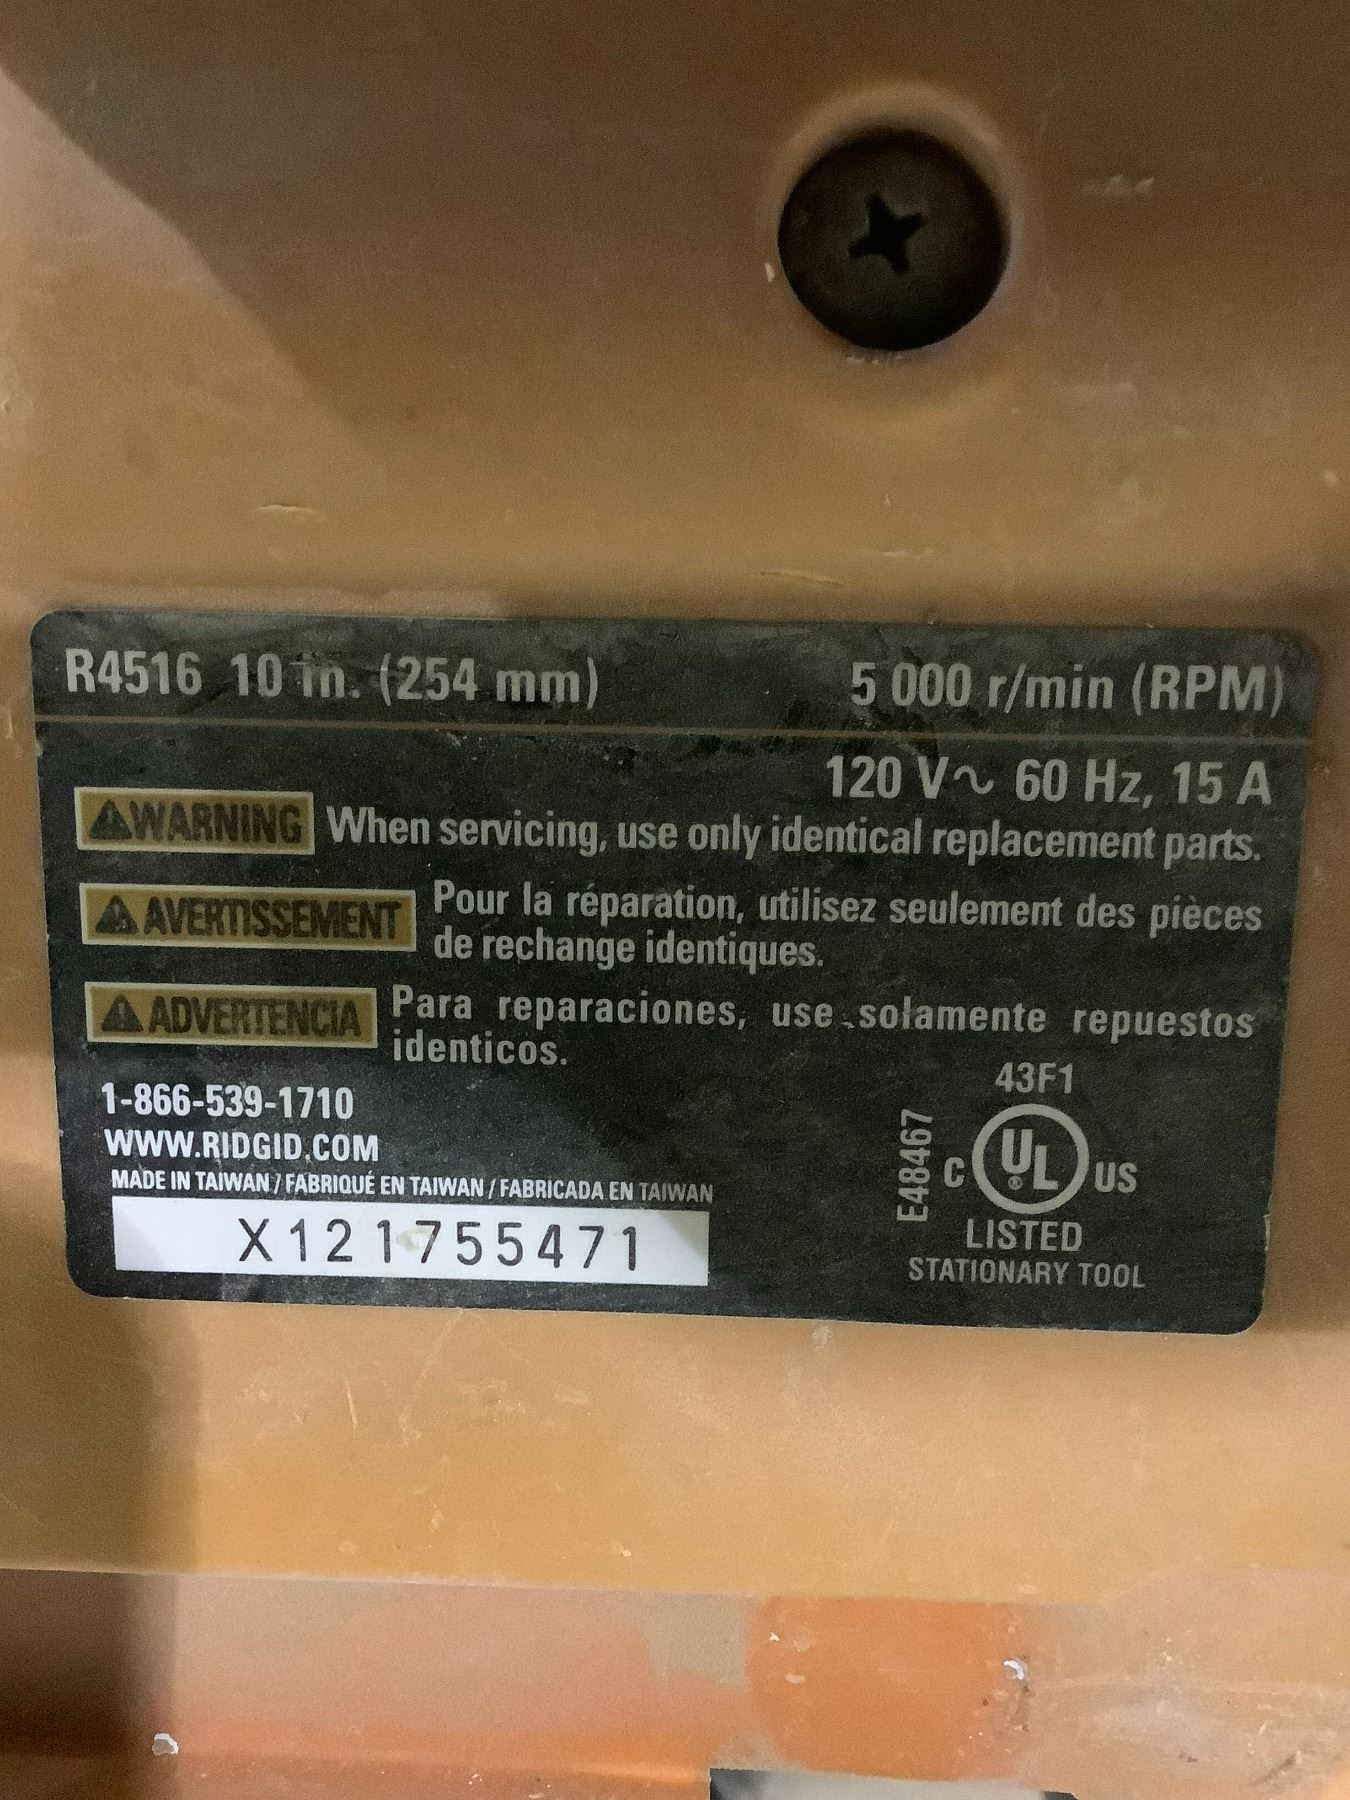 R4516 10 in. (254 mm) 5 000 r/min (RPM)
120 V~ 60 Hz, 15 A
⚠WARNING When servicing, use only identical replacement parts.
⚠AVERTISSEMENT Pour la réparation, utilisez seulement des pièces
de rechange identiques.
⚠ADVERTENCIA Para reparaciones, use solamente repuestos
identicos.
1-866-539-1710
WWW.RIDGID.COM
MADE IN TAIWAN / FABRIQUÉ EN TAIWAN / FABRICADA EN TAIWAN
X121755471
43F1
E48467
C UL® US
LISTED
STATIONARY TOOL